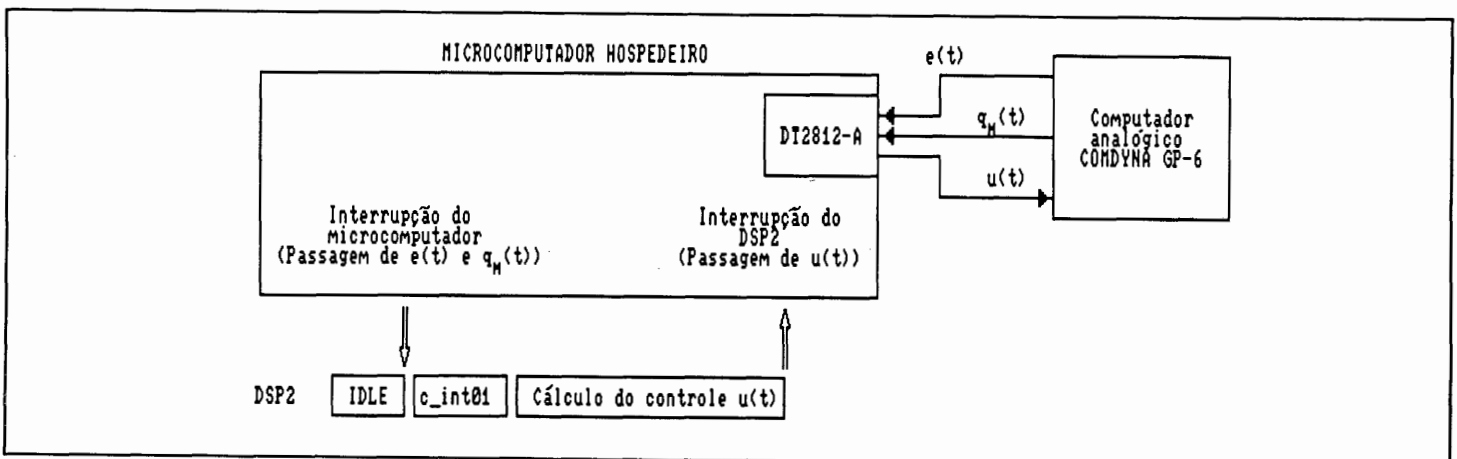 MICROCOMPUTADOR HOSPEDEIRO
e(t)
DT2812-A
q_M(t)
u(t)
Computador
analógico
COMDYNA GP-6
Interrupção do
microcomputador
(Passagem de e(t) e q_M(t))
Interrupção do
DSP2
(Passagem de u(t))
DSP2
IDLE
c_int01
Cálculo do controle u(t)